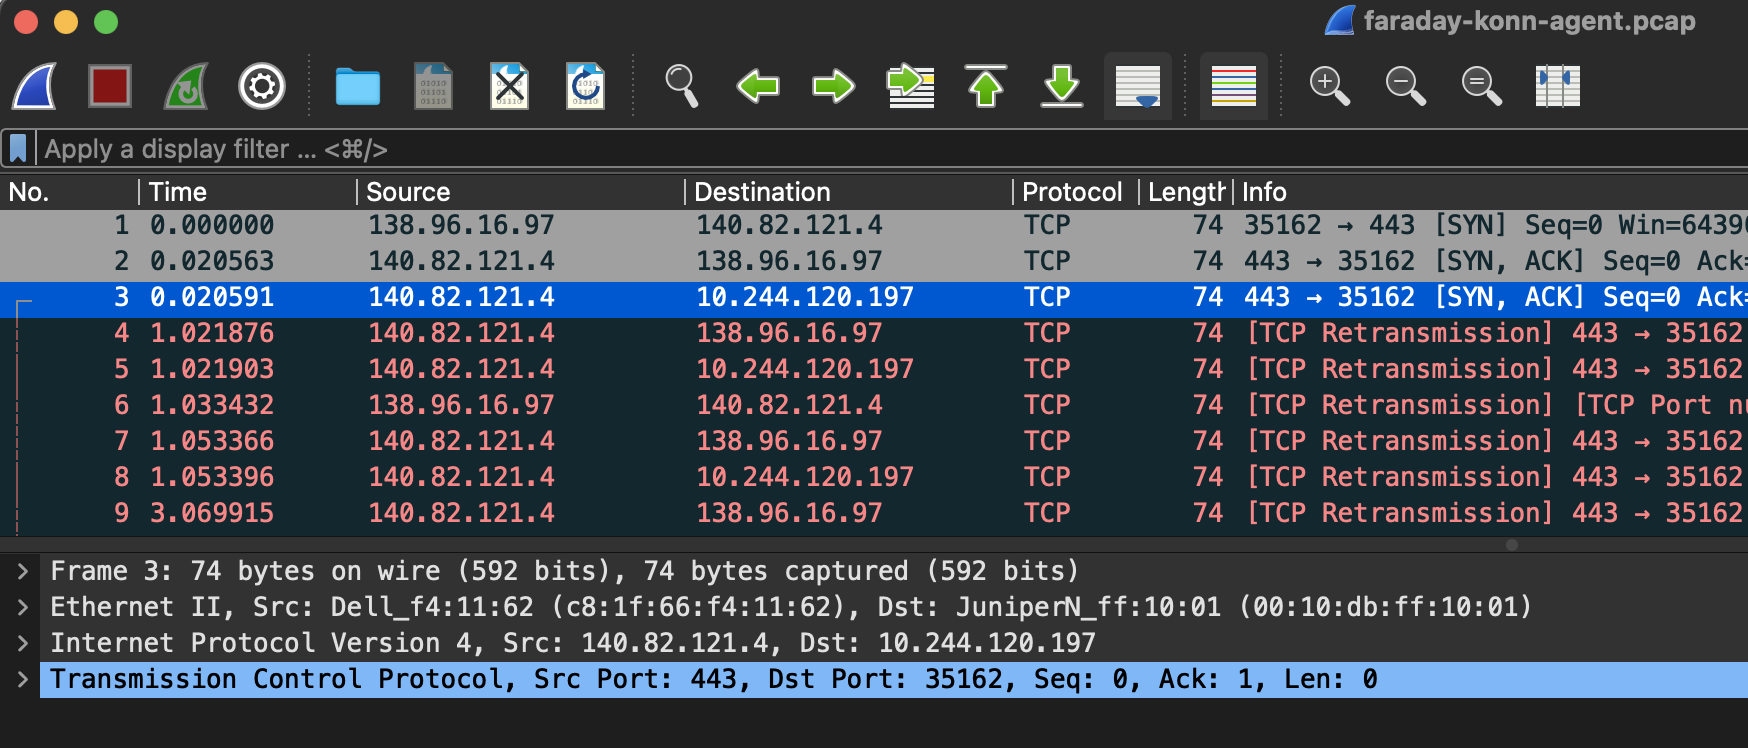 faraday-konn-agent.pcap
Apply a display filter ... <⌘/>
No. Time Source Destination Protocol Length Info
1 0.000000 138.96.16.97 140.82.121.4 TCP 74 35162 → 443 [SYN] Seq=0 Win=6439
2 0.020563 140.82.121.4 138.96.16.97 TCP 74 443 → 35162 [SYN, ACK] Seq=0 Ack=
3 0.020591 140.82.121.4 10.244.120.197 TCP 74 443 → 35162 [SYN, ACK] Seq=0 Ack=
4 1.021876 140.82.121.4 138.96.16.97 TCP 74 [TCP Retransmission] 443 → 35162
5 1.021903 140.82.121.4 10.244.120.197 TCP 74 [TCP Retransmission] 443 → 35162
6 1.033432 138.96.16.97 140.82.121.4 TCP 74 [TCP Retransmission] [TCP Port nu
7 1.053366 140.82.121.4 138.96.16.97 TCP 74 [TCP Retransmission] 443 → 35162
8 1.053396 140.82.121.4 10.244.120.197 TCP 74 [TCP Retransmission] 443 → 35162
9 3.069915 140.82.121.4 138.96.16.97 TCP 74 [TCP Retransmission] 443 → 35162
Frame 3: 74 bytes on wire (592 bits), 74 bytes captured (592 bits)
Ethernet II, Src: Dell_f4:11:62 (c8:1f:66:f4:11:62), Dst: JuniperN_ff:10:01 (00:10:db:ff:10:01)
Internet Protocol Version 4, Src: 140.82.121.4, Dst: 10.244.120.197
Transmission Control Protocol, Src Port: 443, Dst Port: 35162, Seq: 0, Ack: 1, Len: 0